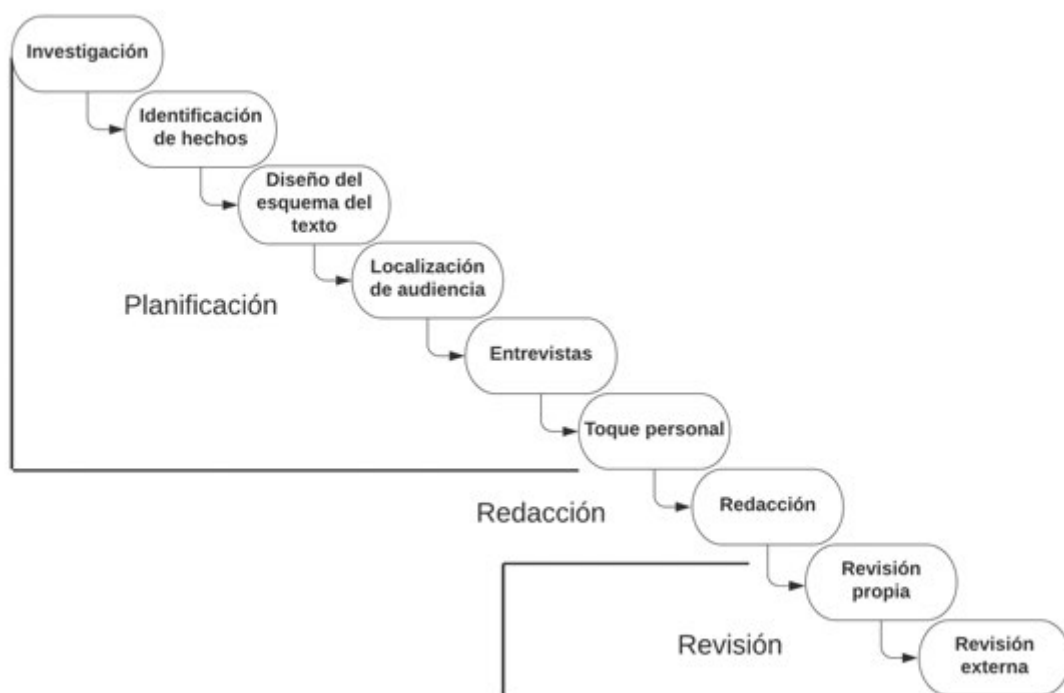 Investigación
Identificación
de hechos
Diseño del
esquema del
texto
Localización
de audiencia
Planificación
Entrevistas
Toque personal
Redacción
Redacción
Revisión
propia
Revisión
Revisión
externa